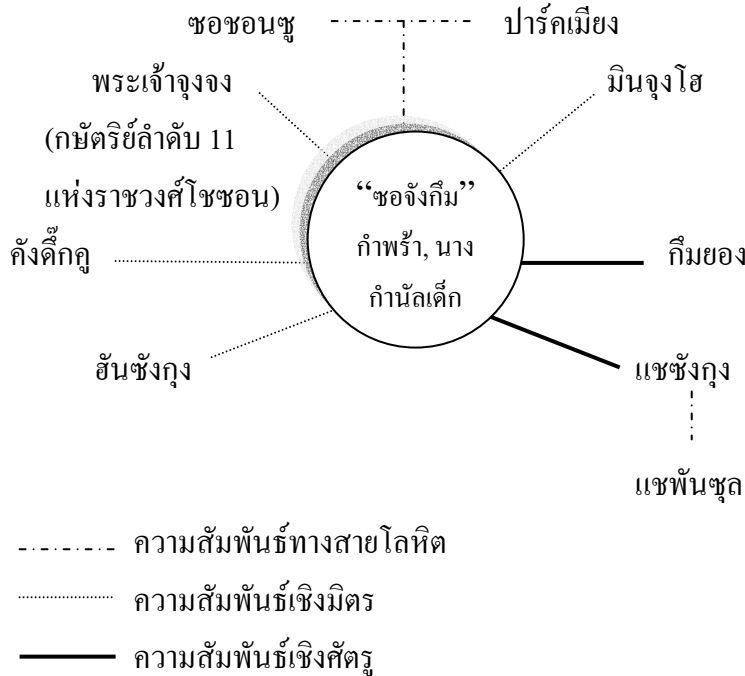 ซอชอนซู
ปาร์คเมียง
พระเจ้าจุงจง
(กษัตริย์ลำดับ 11
แห่งราชวงศ์โชซอน)
มินจุงโฮ
“ซอจังกึม”
กำพร้า, นาง
กำนัลเด็ก
คังดึ๊กคู
กึมยอง
ฮันซังกุง
แชซังกุง
แชพันซุล
ความสัมพันธ์ทางสายโลหิต
ความสัมพันธ์เชิงมิตร
ความสัมพันธ์เชิงศัตรู